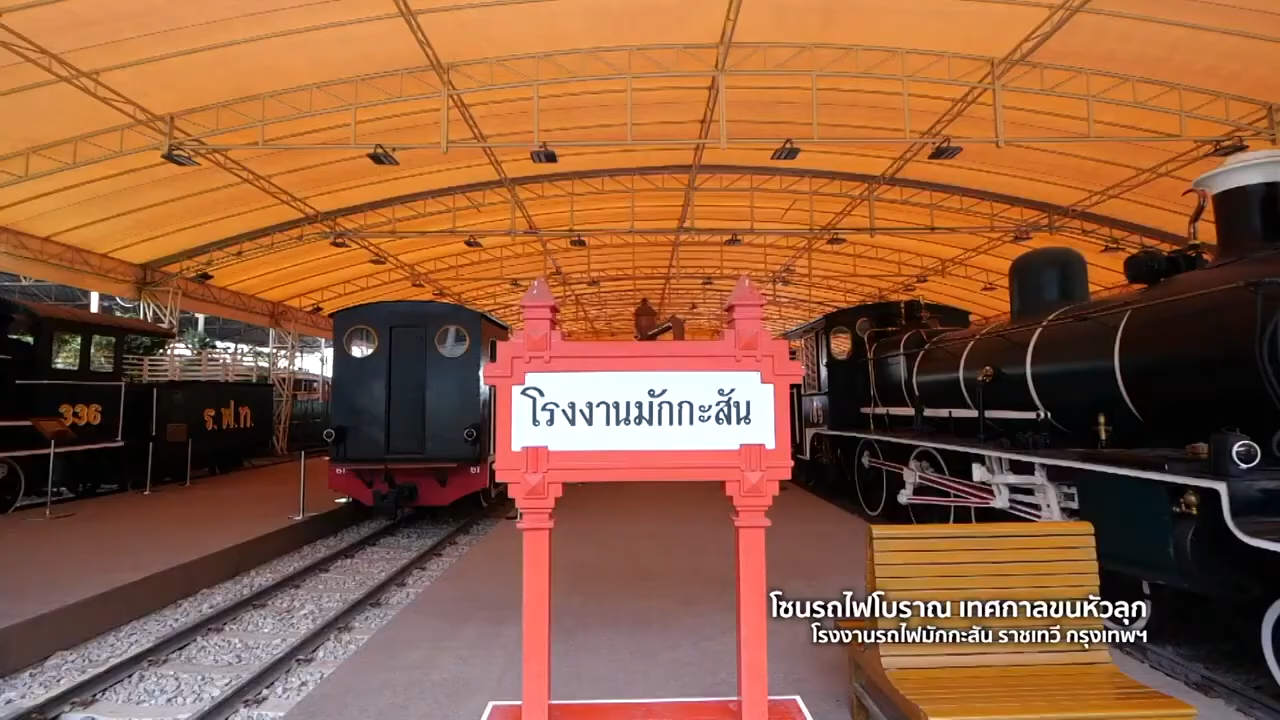 336
ร.ฟ.ท.
61
61
โรงงานมักกะสัน
โซนรถไฟโบราณ เทศกาลขนหัวลุก
โรงงานรถไฟมักกะสัน ราชเทวี กรุงเทพฯ